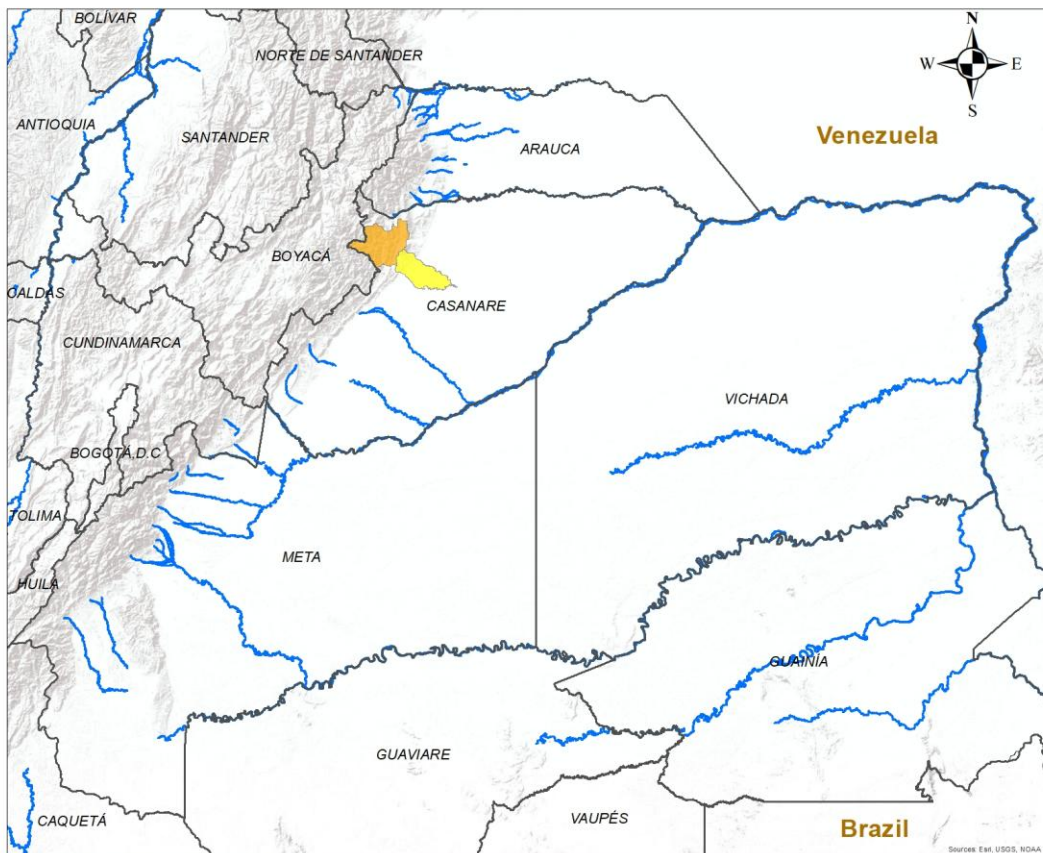 BOLÍVAR
N
NORTE DE SANTANDER
W
E
S
ANTIOQUIA
SANTANDER
Venezuela
ARAUCA
BOYACÁ
CALDAS
CASANARE
CUNDINAMARCA
VICHADA
BOGOTÁ,D.C
TOLIMA
META
HUILA
GUAINÍA
GUAVIARE
CAQUETÁ
VAUPÉS
Brazil
Sources: Esri, USGS, NOAA